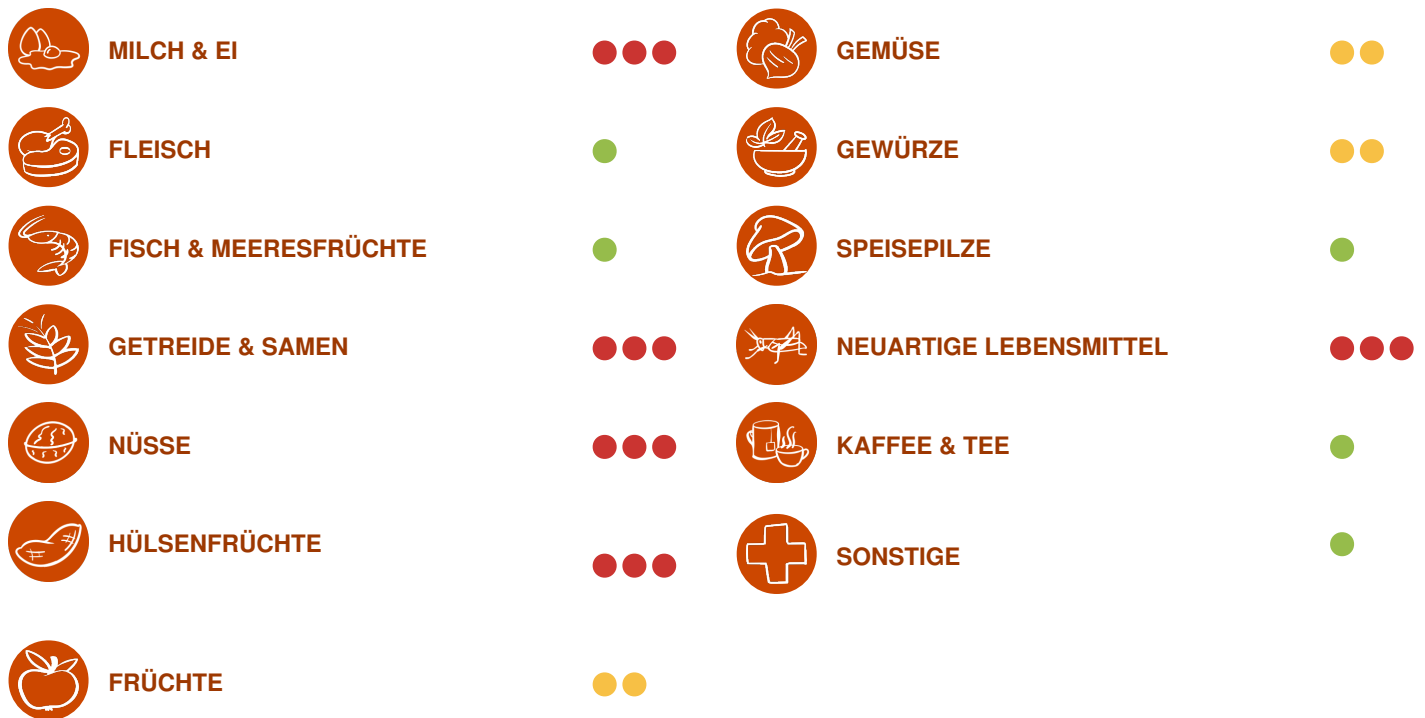 MILCH & EI
FLEISCH
FISCH & MEERESFRÜCHTE
GETREIDE & SAMEN
NÜSSE
HÜLSENFRÜCHTE
FRÜCHTE
GEMÜSE
GEWÜRZE
SPEISEPILZE
NEUARTIGE LEBENSMITTEL
KAFFEE & TEE
SONSTIGE